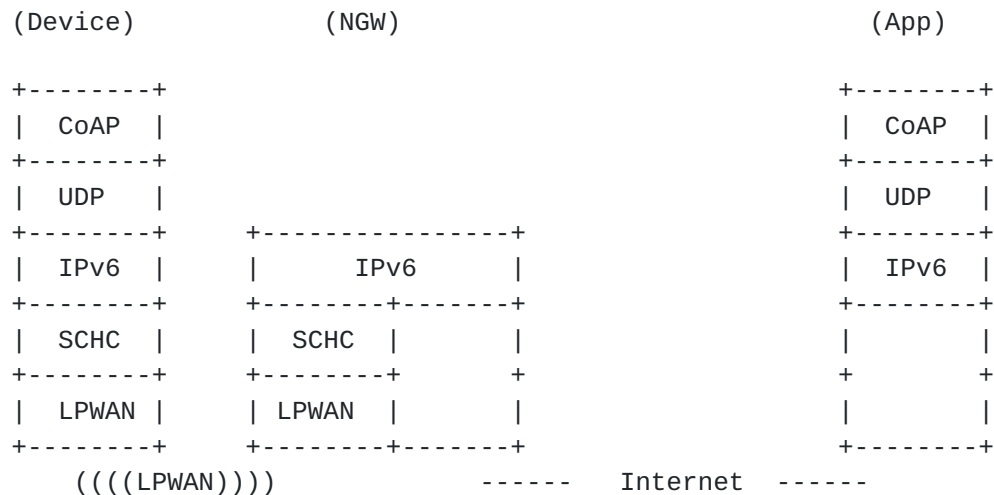 (Device)            (NGW)                              (App)

+--------+                                           +--------+
|  CoAP  |                                           |  CoAP  |
+--------+                                           +--------+
|  UDP   |                                           |  UDP   |
+--------+     +----------------+                    +--------+
|  IPv6  |     |      IPv6      |                    |  IPv6  |
+--------+     +--------+-------+                    +--------+
|  SCHC  |     |  SCHC  |       |                    |        |
+--------+     +--------+       +                    +        +
|  LPWAN |     | LPWAN  |       |                    |        |
+--------+     +--------+-------+                    +--------+
    ((((LPWAN))))             ------   Internet  ------